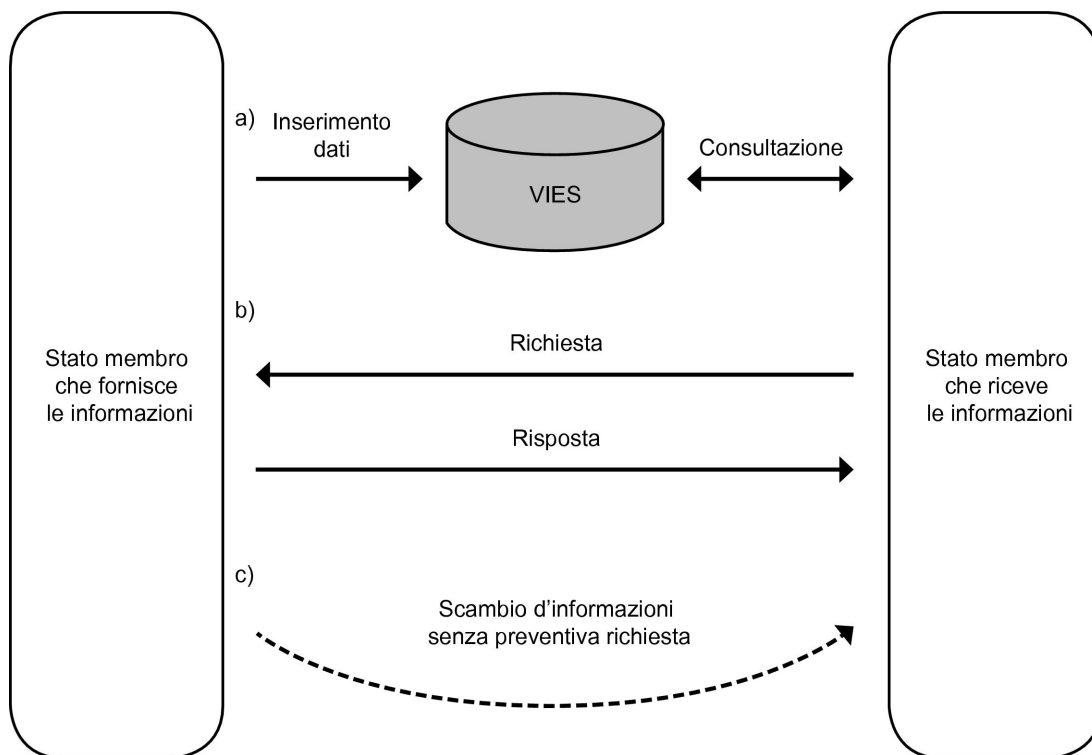 a)
Inserimento
dati
VIES
Consultazione
b)
Richiesta
Stato membro
che fornisce
le informazioni
Stato membro
che riceve
le informazioni
Risposta
c)
Scambio d'informazioni
senza preventiva richiesta